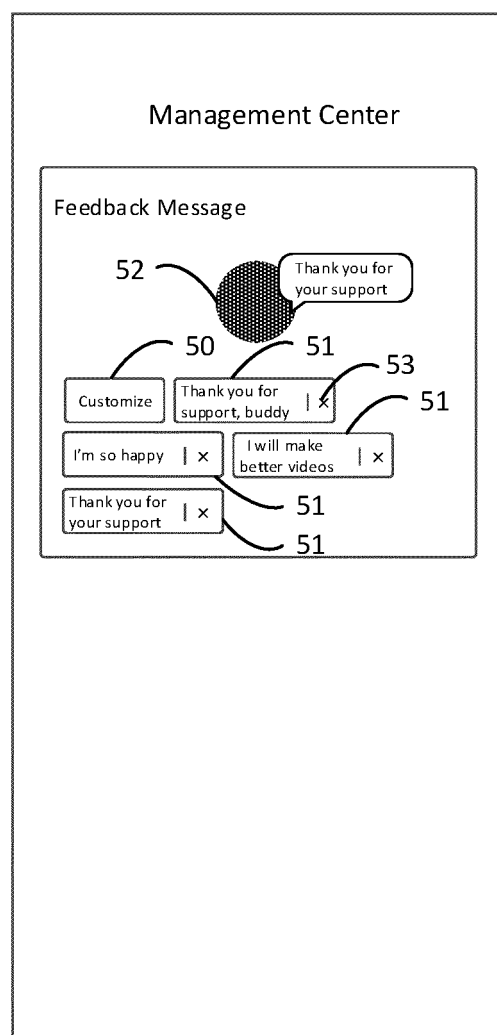 Management Center
Feedback Message
52
Thank you for
your support
50
51
53
51
Customize
Thank you for
support, buddy
| ×
I'm so happy
| ×
I will make
better videos
| ×
51
Thank you for
your support
| ×
51